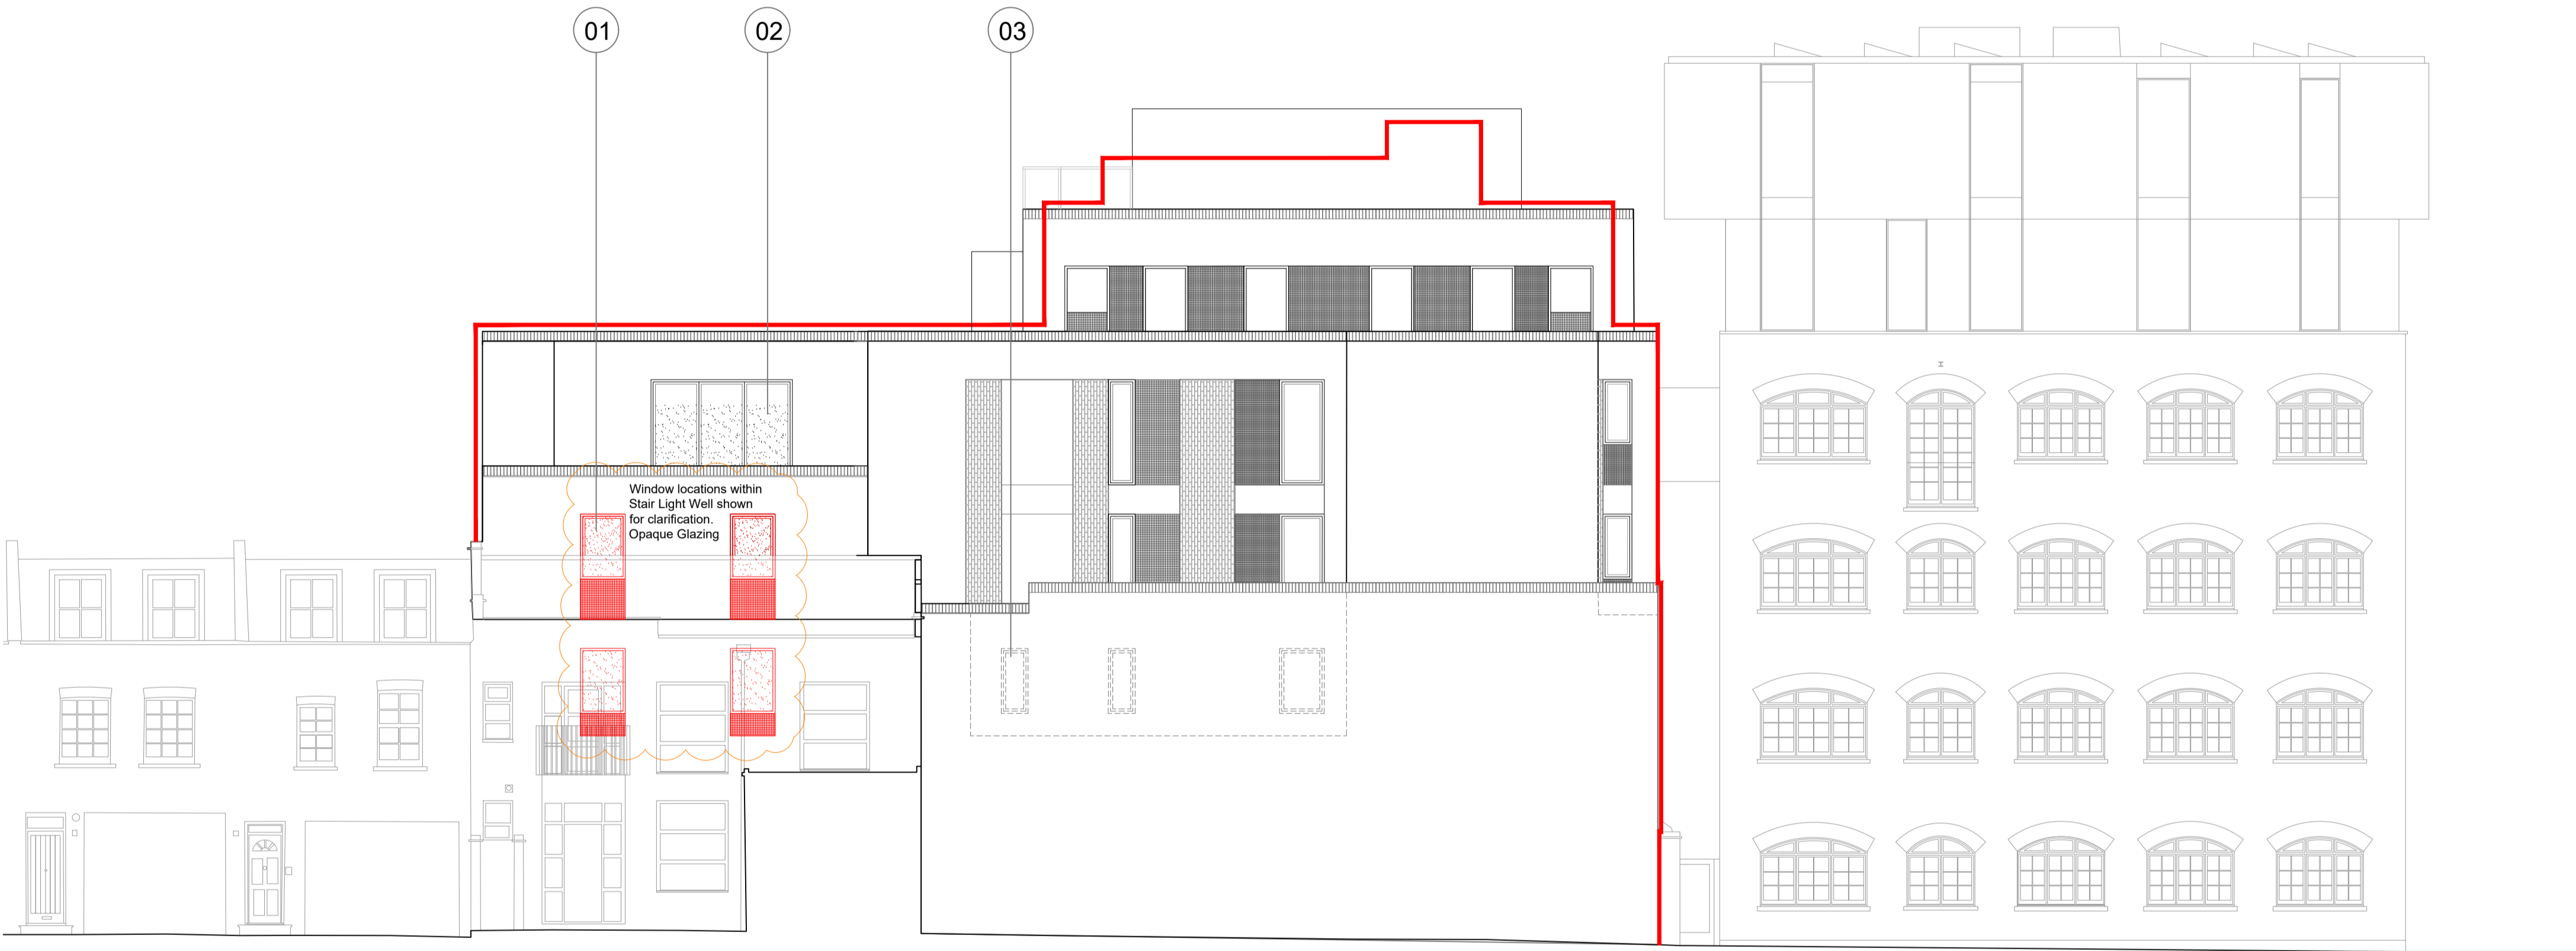 01
02
03
Window locations within
Stair Light Well shown
for clarification.
Opaque Glazing